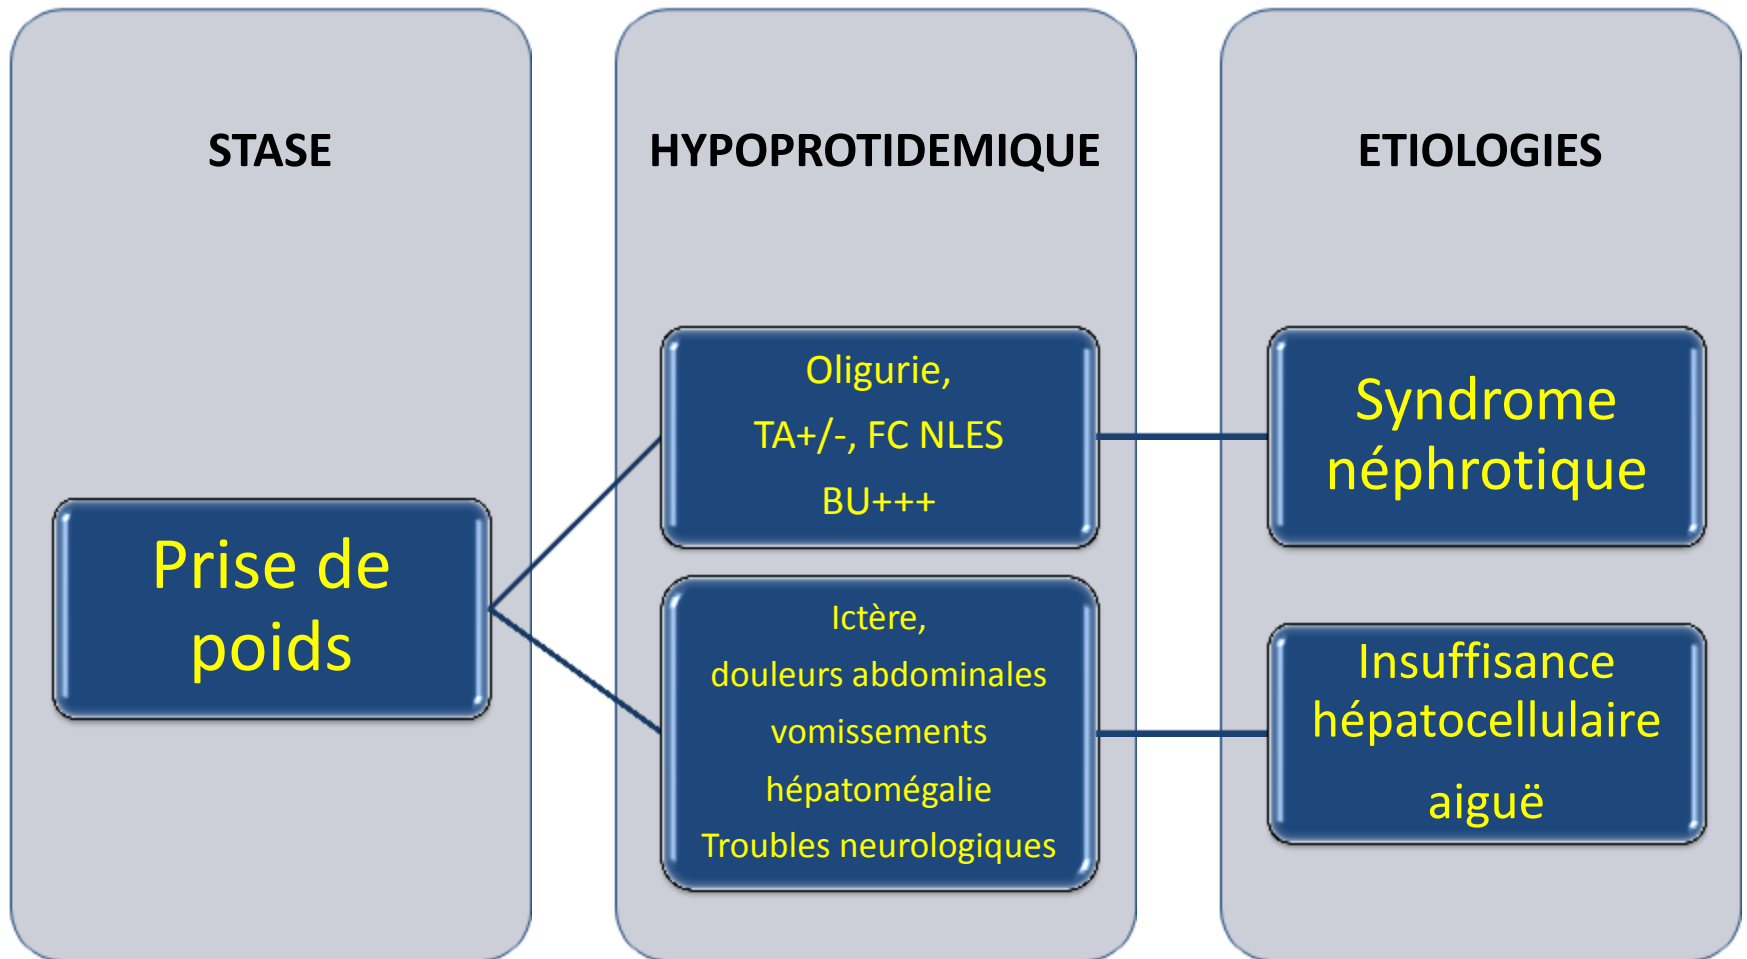 STASE
HYPOPROTIDEMIQUE
ETIOLOGIES
Prise de
poids
Oligurie,
TA+/-, FC NLES
BU+++
Ictère,
douleurs abdominales
vomissements
hépatomégalie
Troubles neurologiques
Syndrome
néphrotique
Insuffisance
hépatocellulaire
aiguë